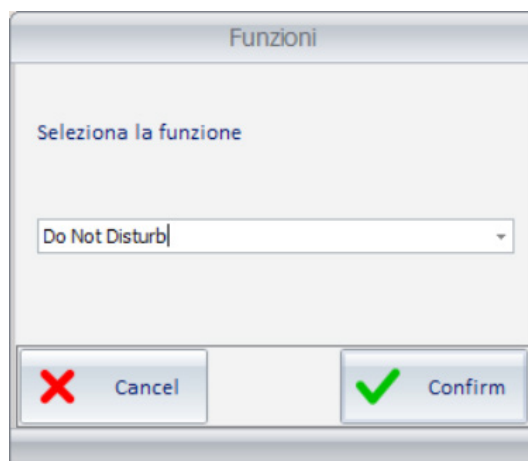 Funzioni
Seleziona la funzione
Do Not Disturb
Cancel
Confirm